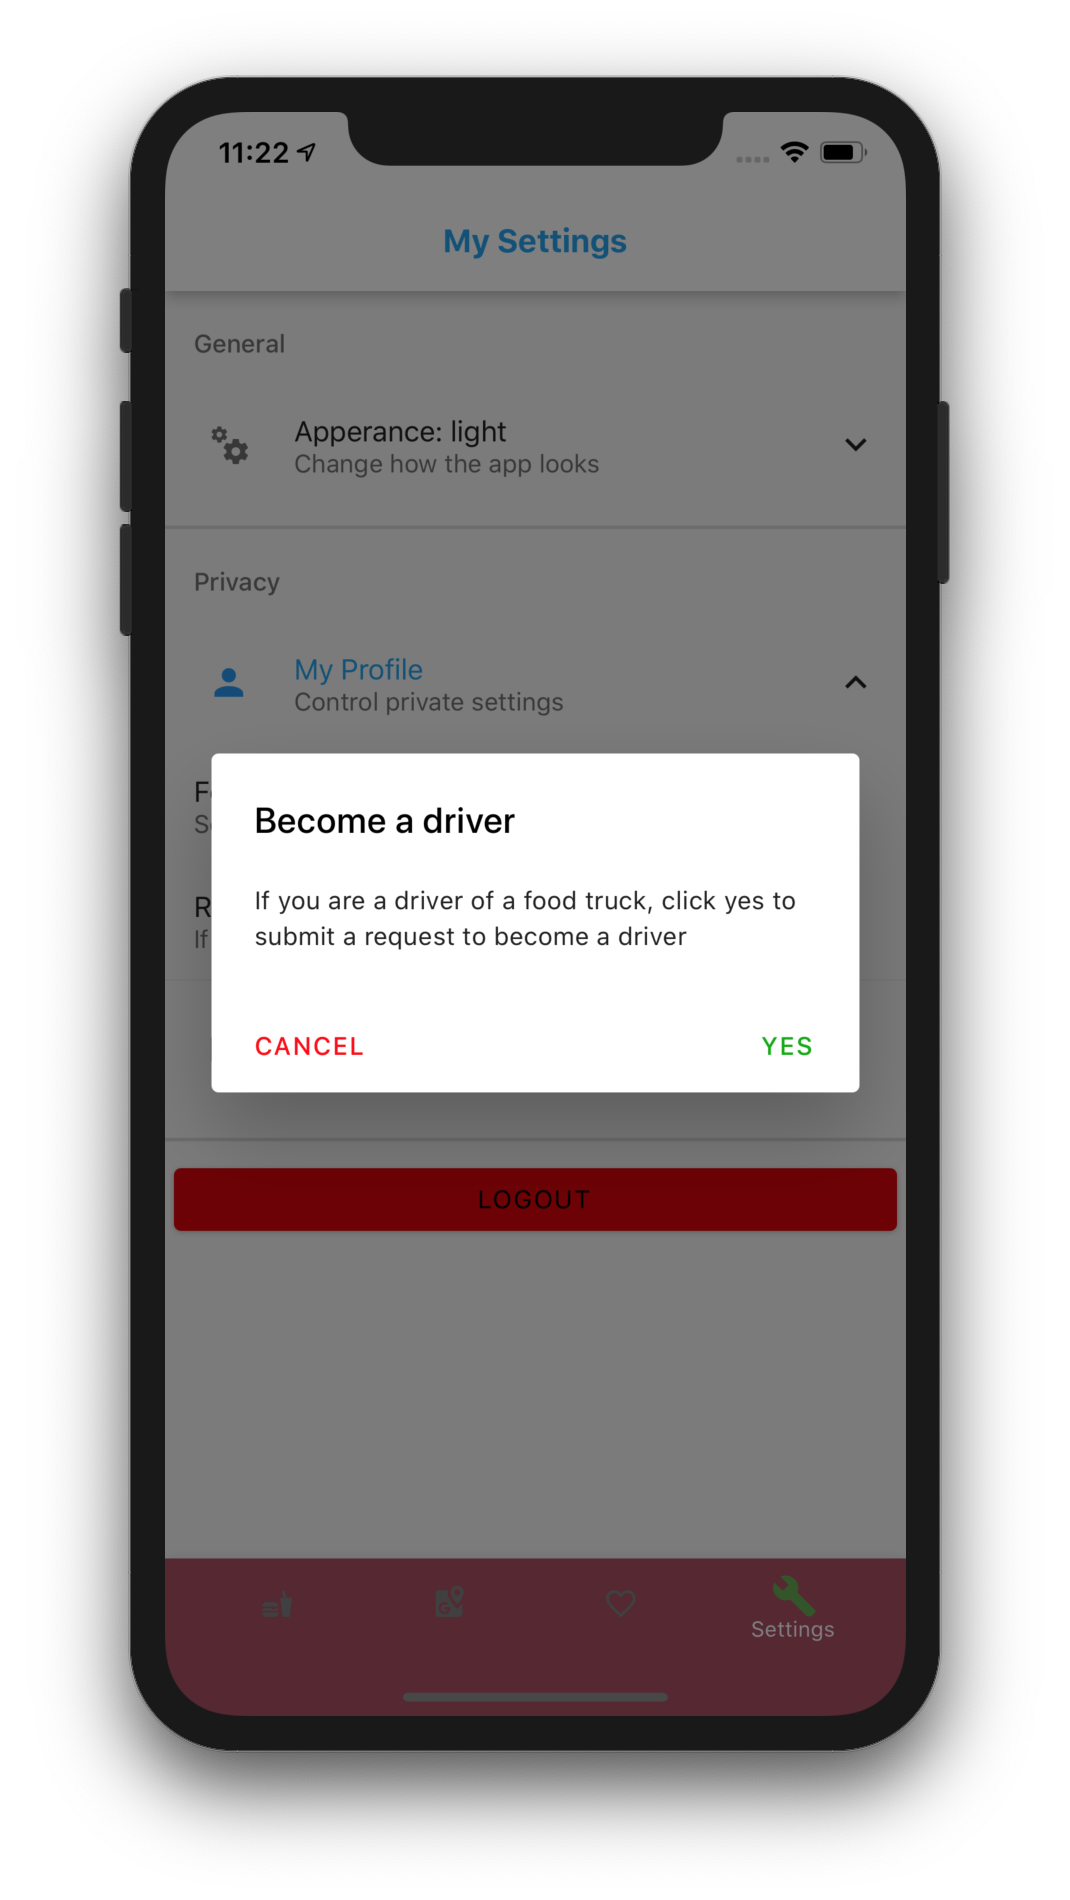 11:22
My Settings
General
Apperance: light
Change how the app looks
Privacy
My Profile
Control private settings
Become a driver
If you are a driver of a food truck, click yes to
submit a request to become a driver
If
CANCEL
YES
LOGOUT
Settings